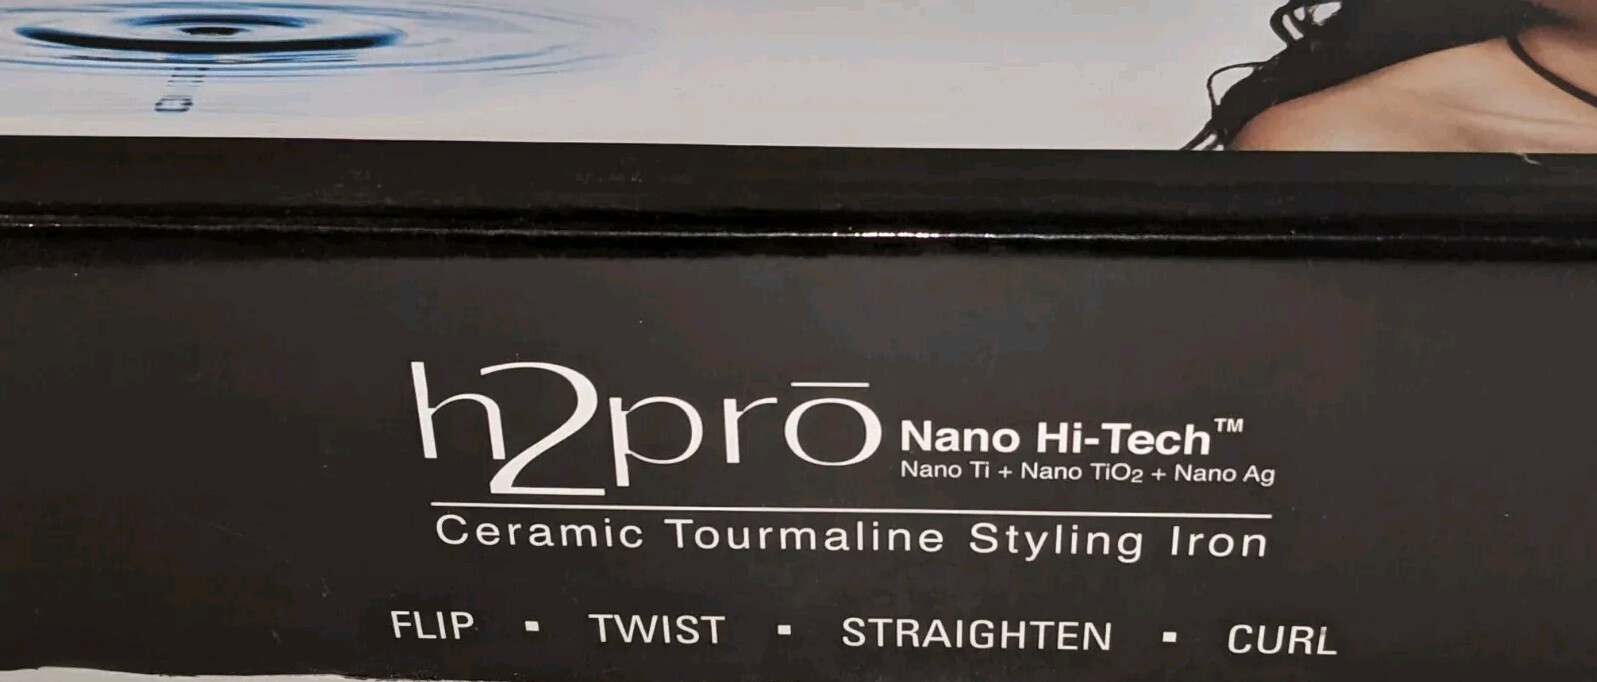 h2prō Nano Hi-Tech™
Nano Ti + Nano TiO2 + Nano Ag
Ceramic Tourmaline Styling Iron
FLIP ▪ TWIST ▪ STRAIGHTEN ▪ CURL